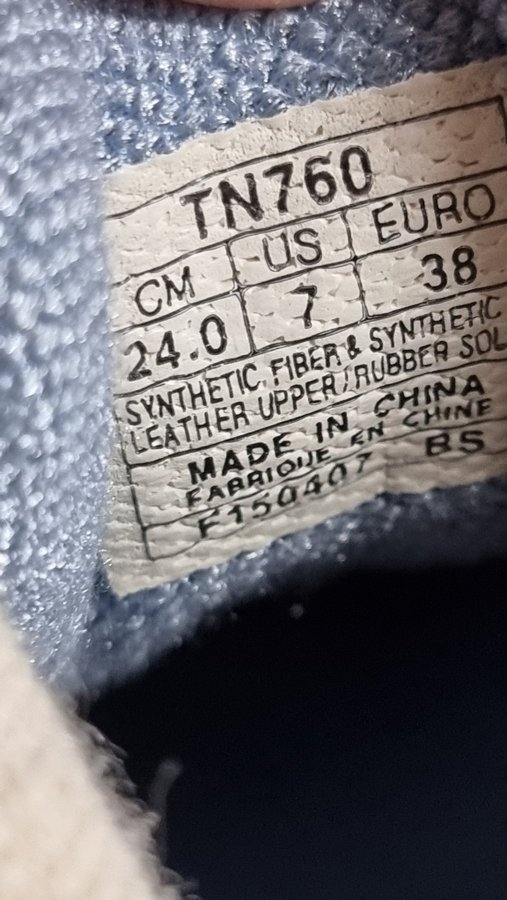 TN760
CM US EURO
24.0 7 38
SYNTHETIC FIBER & SYNTHETIC
LEATHER UPPER/RUBBER SOL
MADE IN CHINA
FABRIQUE EN CHINE
F150407 BS